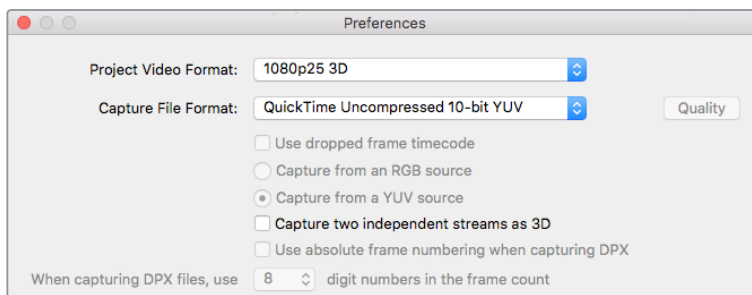 Preferences
Project Video Format: 1080p25 3D
Capture File Format: QuickTime Uncompressed 10-bit YUV Quality
Use dropped frame timecode
Capture from an RGB source
Capture from a YUV source
Capture two independent streams as 3D
Use absolute frame numbering when capturing DPX
When capturing DPX files, use 8 digit numbers in the frame count